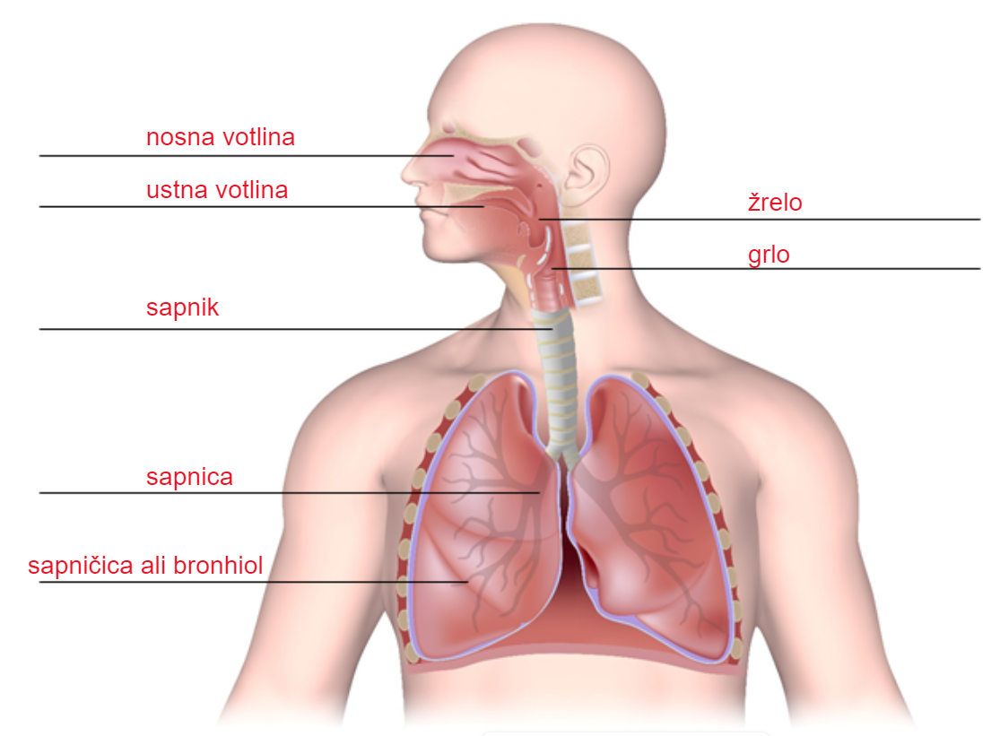 nosna votlina
ustna votlina
žrelo
grlo
sapnik
sapnica
sapničica ali bronhiol